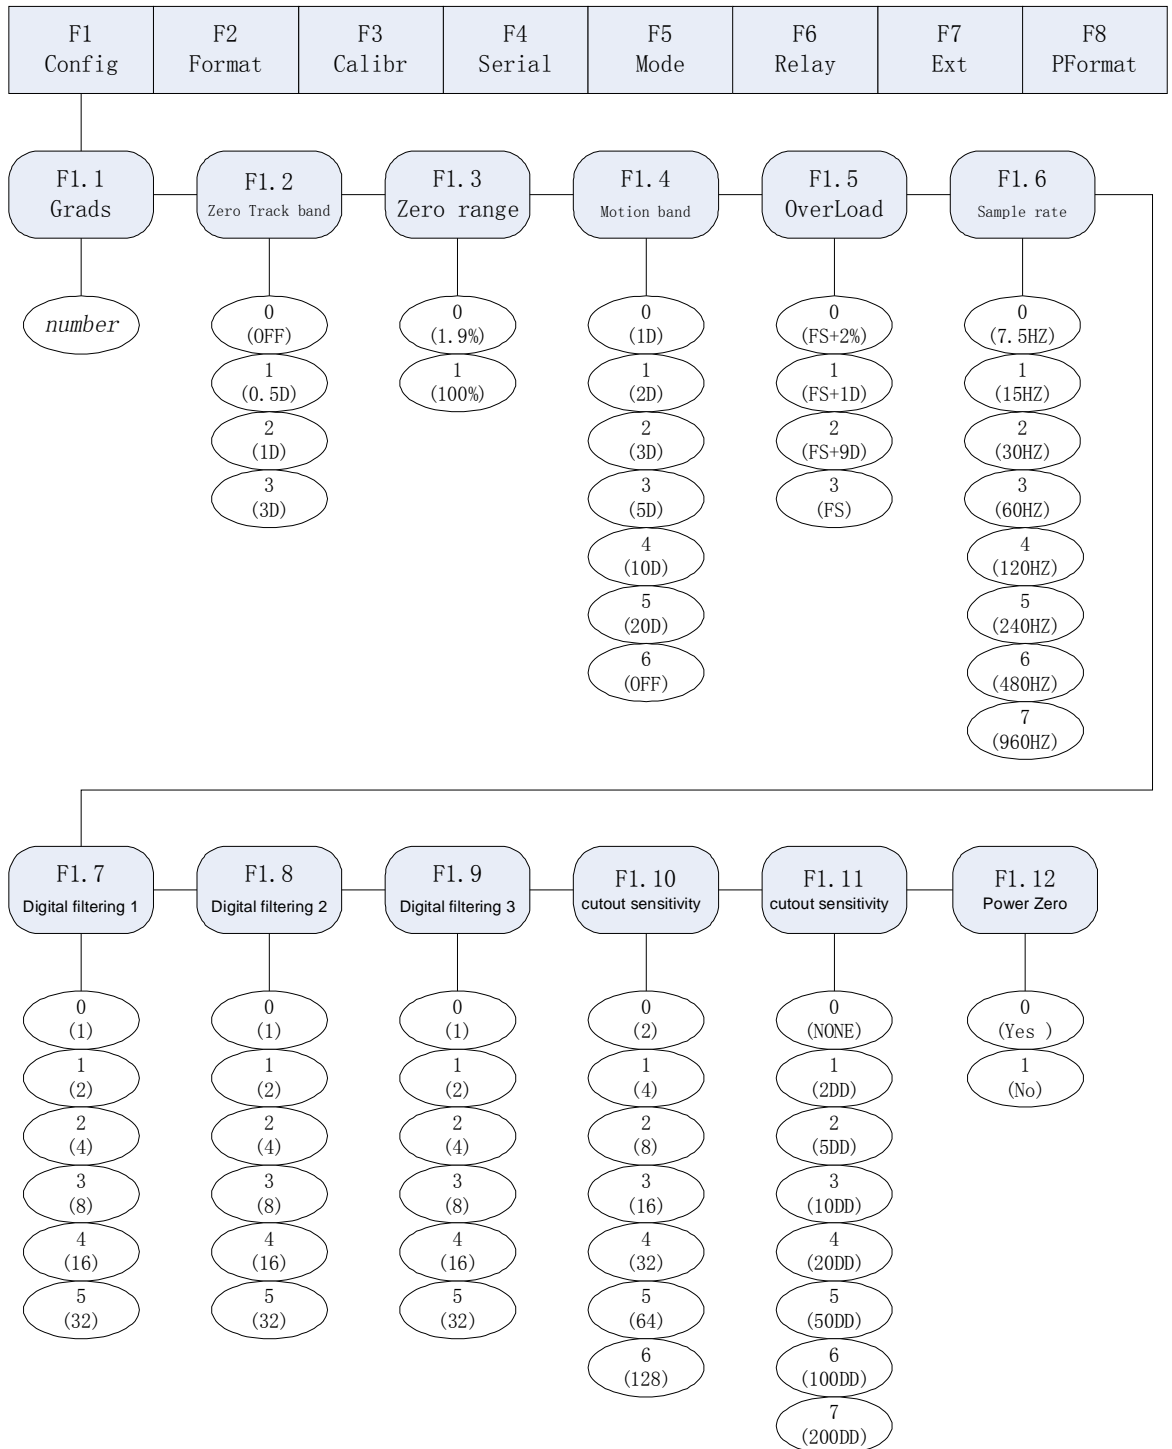 F1 F2 F3 F4 F5 F6 F7 F8
Config Format Calibr Serial Mode Relay Ext PFormat
F1.1 F1.2 F1.3 F1.4 F1.5 F1.6
Grads Zero Track band Zero range Motion band OverLoad Sample rate
number
0 0 0 0 0
(OFF) (1.9%) (1D) (FS+2%) (7.5HZ)
1 1 1 1 1
(0.5D) (100%) (2D) (FS+1D) (15HZ)
2 2 2 2
(1D) (3D) (FS+9D) (30HZ)
3 3 3 3
(3D) (5D) (FS) (60HZ)
4 4
(10D) (120HZ)
5 5
(20D) (240HZ)
6 6
(OFF) (480HZ)
7
(960HZ)
F1.7 F1.8 F1.9 F1.10 F1.11 F1.12
Digital filtering 1 Digital filtering 2 Digital filtering 3 cutout sensitivity cutout sensitivity Power Zero
0 0 0 0 0 0
(1) (1) (1) (2) (NONE) (Yes )
1 1 1 1 1 1
(2) (2) (2) (4) (2DD) (No)
2 2 2 2 2
(4) (4) (4) (8) (5DD)
3 3 3 3 3
(8) (8) (8) (16) (10DD)
4 4 4 4 4
(16) (16) (16) (32) (20DD)
5 5 5 5 5
(32) (32) (32) (64) (50DD)
6 6
(128) (100DD)
7
(200DD)